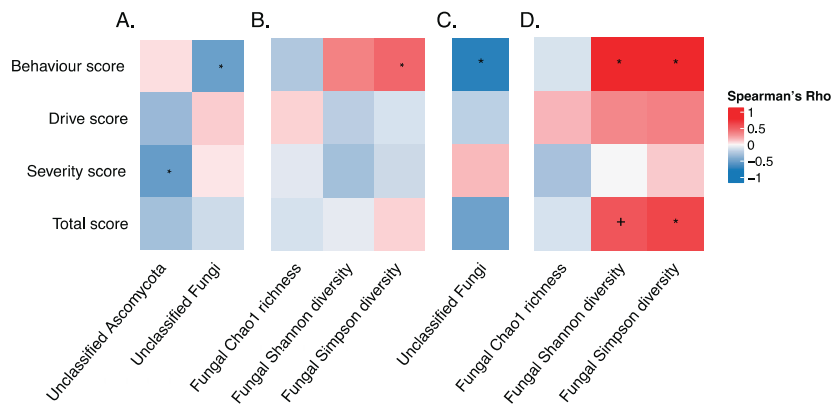 A.
B.
C.
D.
Behaviour score
Drive score
Severity score
Total score
*
*
*
*
*
*
+
*
Unclassified Ascomycota
Unclassified Fungi
Fungal Chao1 richness
Fungal Shannon diversity
Fungal Simpson diversity
Unclassified Fungi
Fungal Chao1 richness
Fungal Shannon diversity
Fungal Simpson diversity
Spearman's Rho
1
0.5
0
−0.5
−1